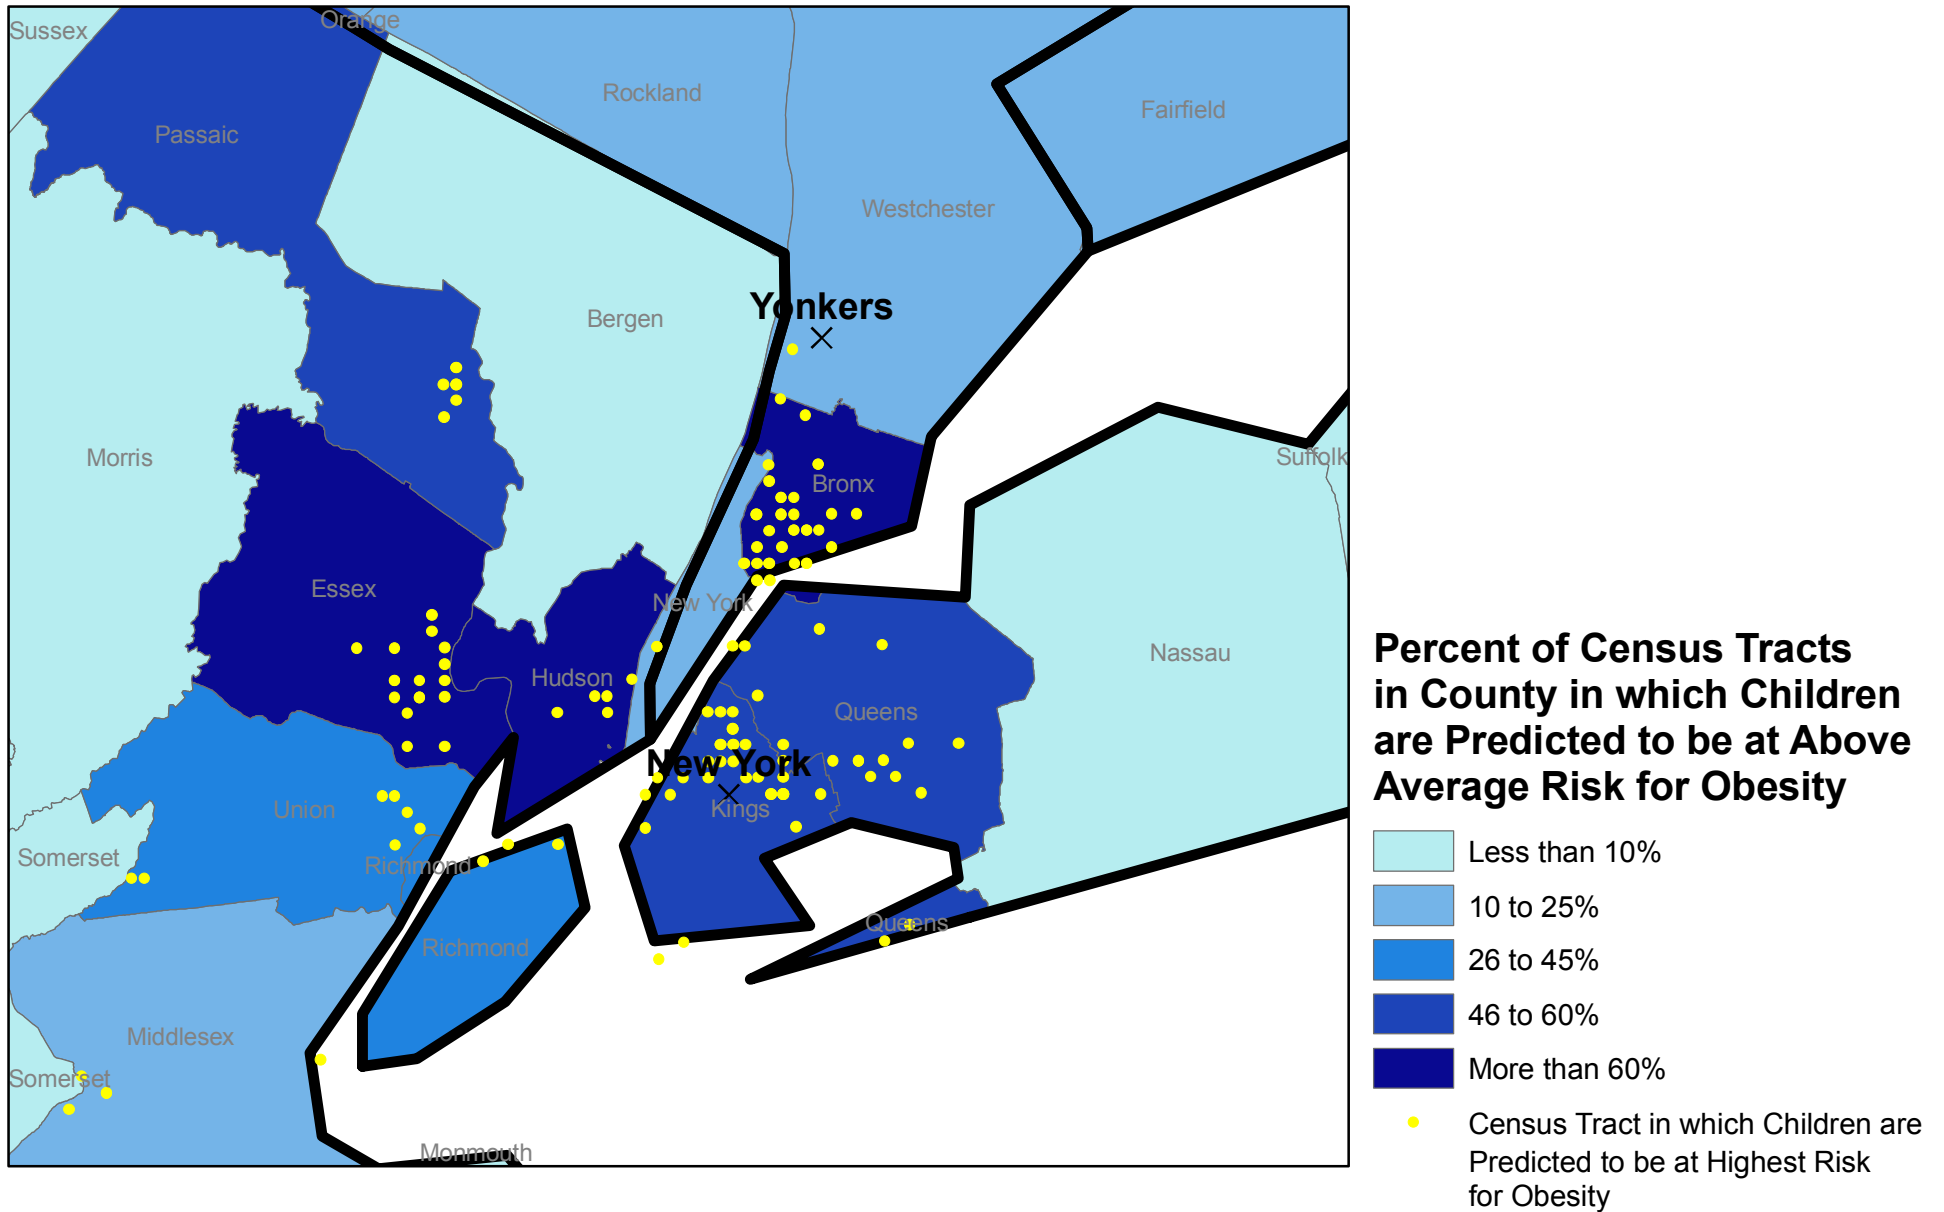 Sussex
Orange
Rockland
Fairfield
Passaic
Westchester
Yonkers
Bergen
Morris
Suffolk
Bronx
Essex
New York
Nassau
Hudson
Queens
New York
Kings
Union
Somerset
Richmond
Queens
Richmond
Middlesex
Somerset
Monmouth
Percent of Census Tracts
in County in which Children
are Predicted to be at Above
Average Risk for Obesity
Less than 10%
10 to 25%
26 to 45%
46 to 60%
More than 60%
Census Tract in which Children are
Predicted to be at Highest Risk
for Obesity